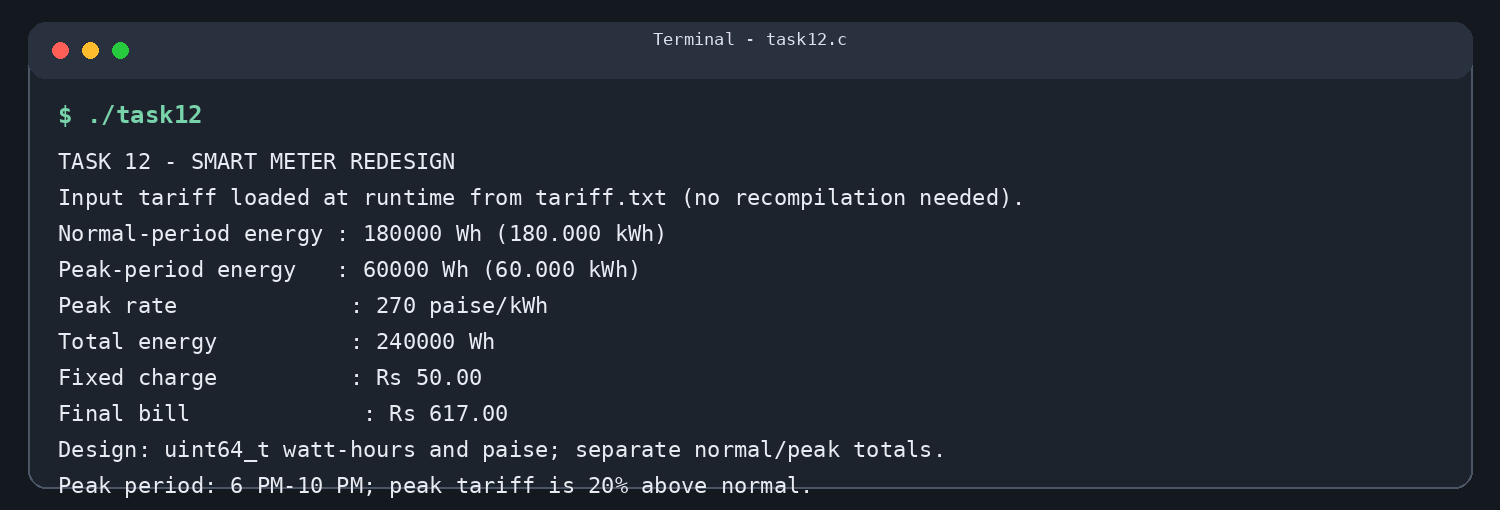 Terminal - task12.c
$ ./task12
TASK 12 - SMART METER REDESIGN
Input tariff loaded at runtime from tariff.txt (no recompilation needed).
Normal-period energy : 180000 Wh (180.000 kWh)
Peak-period energy   : 60000 Wh (60.000 kWh)
Peak rate             : 270 paise/kWh
Total energy          : 240000 Wh
Fixed charge          : Rs 50.00
Final bill             : Rs 617.00
Design: uint64_t watt-hours and paise; separate normal/peak totals.
Peak period: 6 PM-10 PM; peak tariff is 20% above normal.